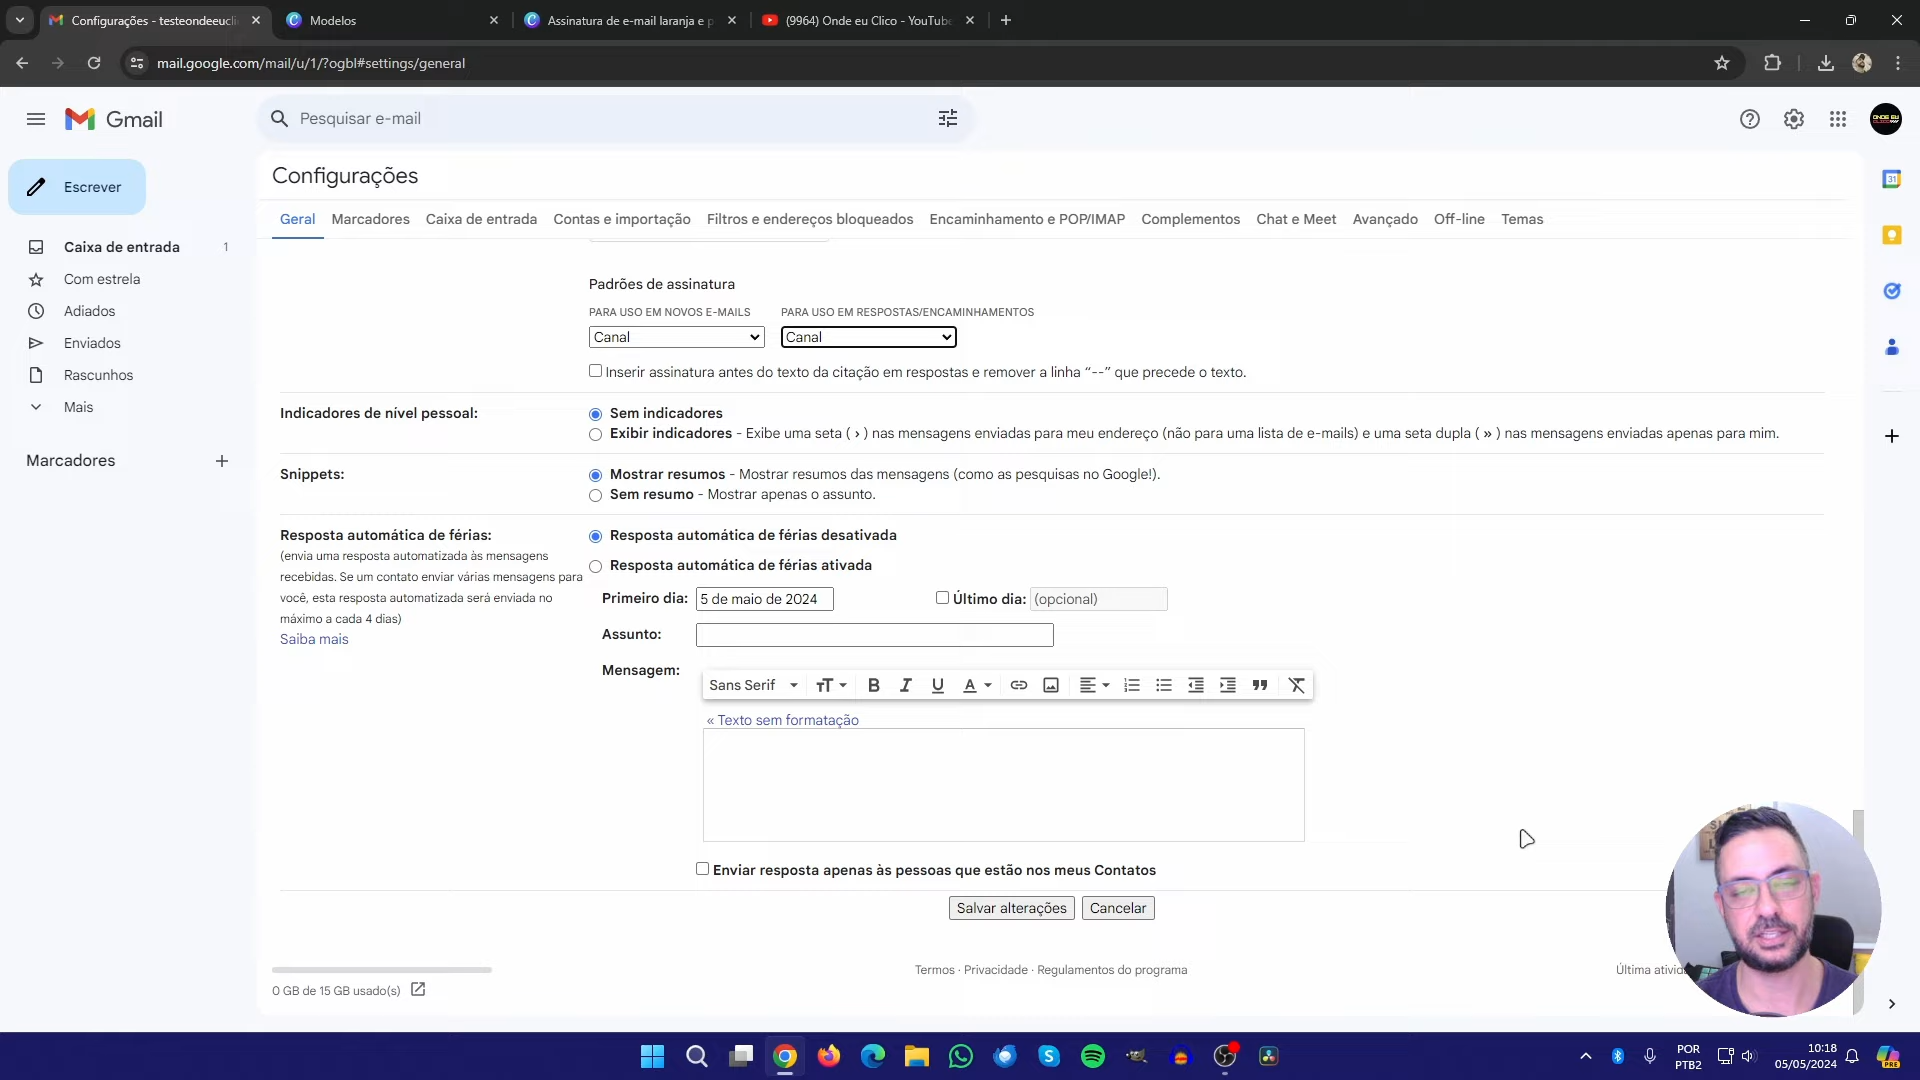 Configurações - testeondeeucli
Modelos
Assinatura de e-mail laranja e p
(9964) Onde eu Clico - YouTube
mail.google.com/mail/u/1/?ogbl#settings/general
Gmail
Pesquisar e-mail
ONDE EU
CLICO
Escrever
Caixa de entrada 1
Com estrela
Adiados
Enviados
Rascunhos
Mais
Marcadores
Configurações
Geral Marcadores Caixa de entrada Contas e importação Filtros e endereços bloqueados Encaminhamento e POP/IMAP Complementos Chat e Meet Avançado Off-line Temas
Padrões de assinatura
PARA USO EM NOVOS E-MAILS PARA USO EM RESPOSTAS/ENCAMINHAMENTOS
Canal Canal
Inserir assinatura antes do texto da citação em respostas e remover a linha “--” que precede o texto.
Indicadores de nível pessoal: Sem indicadores
Exibir indicadores - Exibe uma seta ( › ) nas mensagens enviadas para meu endereço (não para uma lista de e-mails) e uma seta dupla ( » ) nas mensagens enviadas apenas para mim.
Snippets: Mostrar resumos - Mostrar resumos das mensagens (como as pesquisas no Google!).
Sem resumo - Mostrar apenas o assunto.
Resposta automática de férias:
(envia uma resposta automatizada às mensagens
recebidas. Se um contato enviar várias mensagens para
você, esta resposta automatizada será enviada no
máximo a cada 4 dias)
Saiba mais
Resposta automática de férias desativada
Resposta automática de férias ativada
Primeiro dia: 5 de maio de 2024 Último dia: (opcional)
Assunto:
Mensagem:
Sans Serif
« Texto sem formatação
Enviar resposta apenas às pessoas que estão nos meus Contatos
Salvar alterações Cancelar
Termos · Privacidade · Regulamentos do programa
Última ativid
0 GB de 15 GB usado(s)
31
POR
PTB2
10:18
05/05/2024
PRE